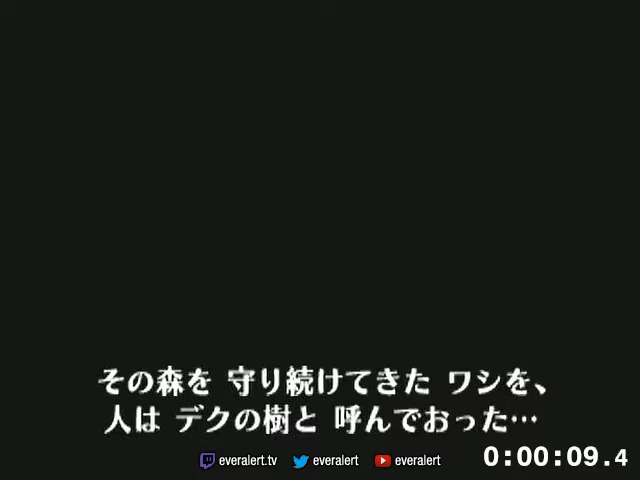 その森を 守り続けてきた ワシを、
人は デクの樹と 呼んでおった…
everalert.tv everalert everalert 0:00:09.4